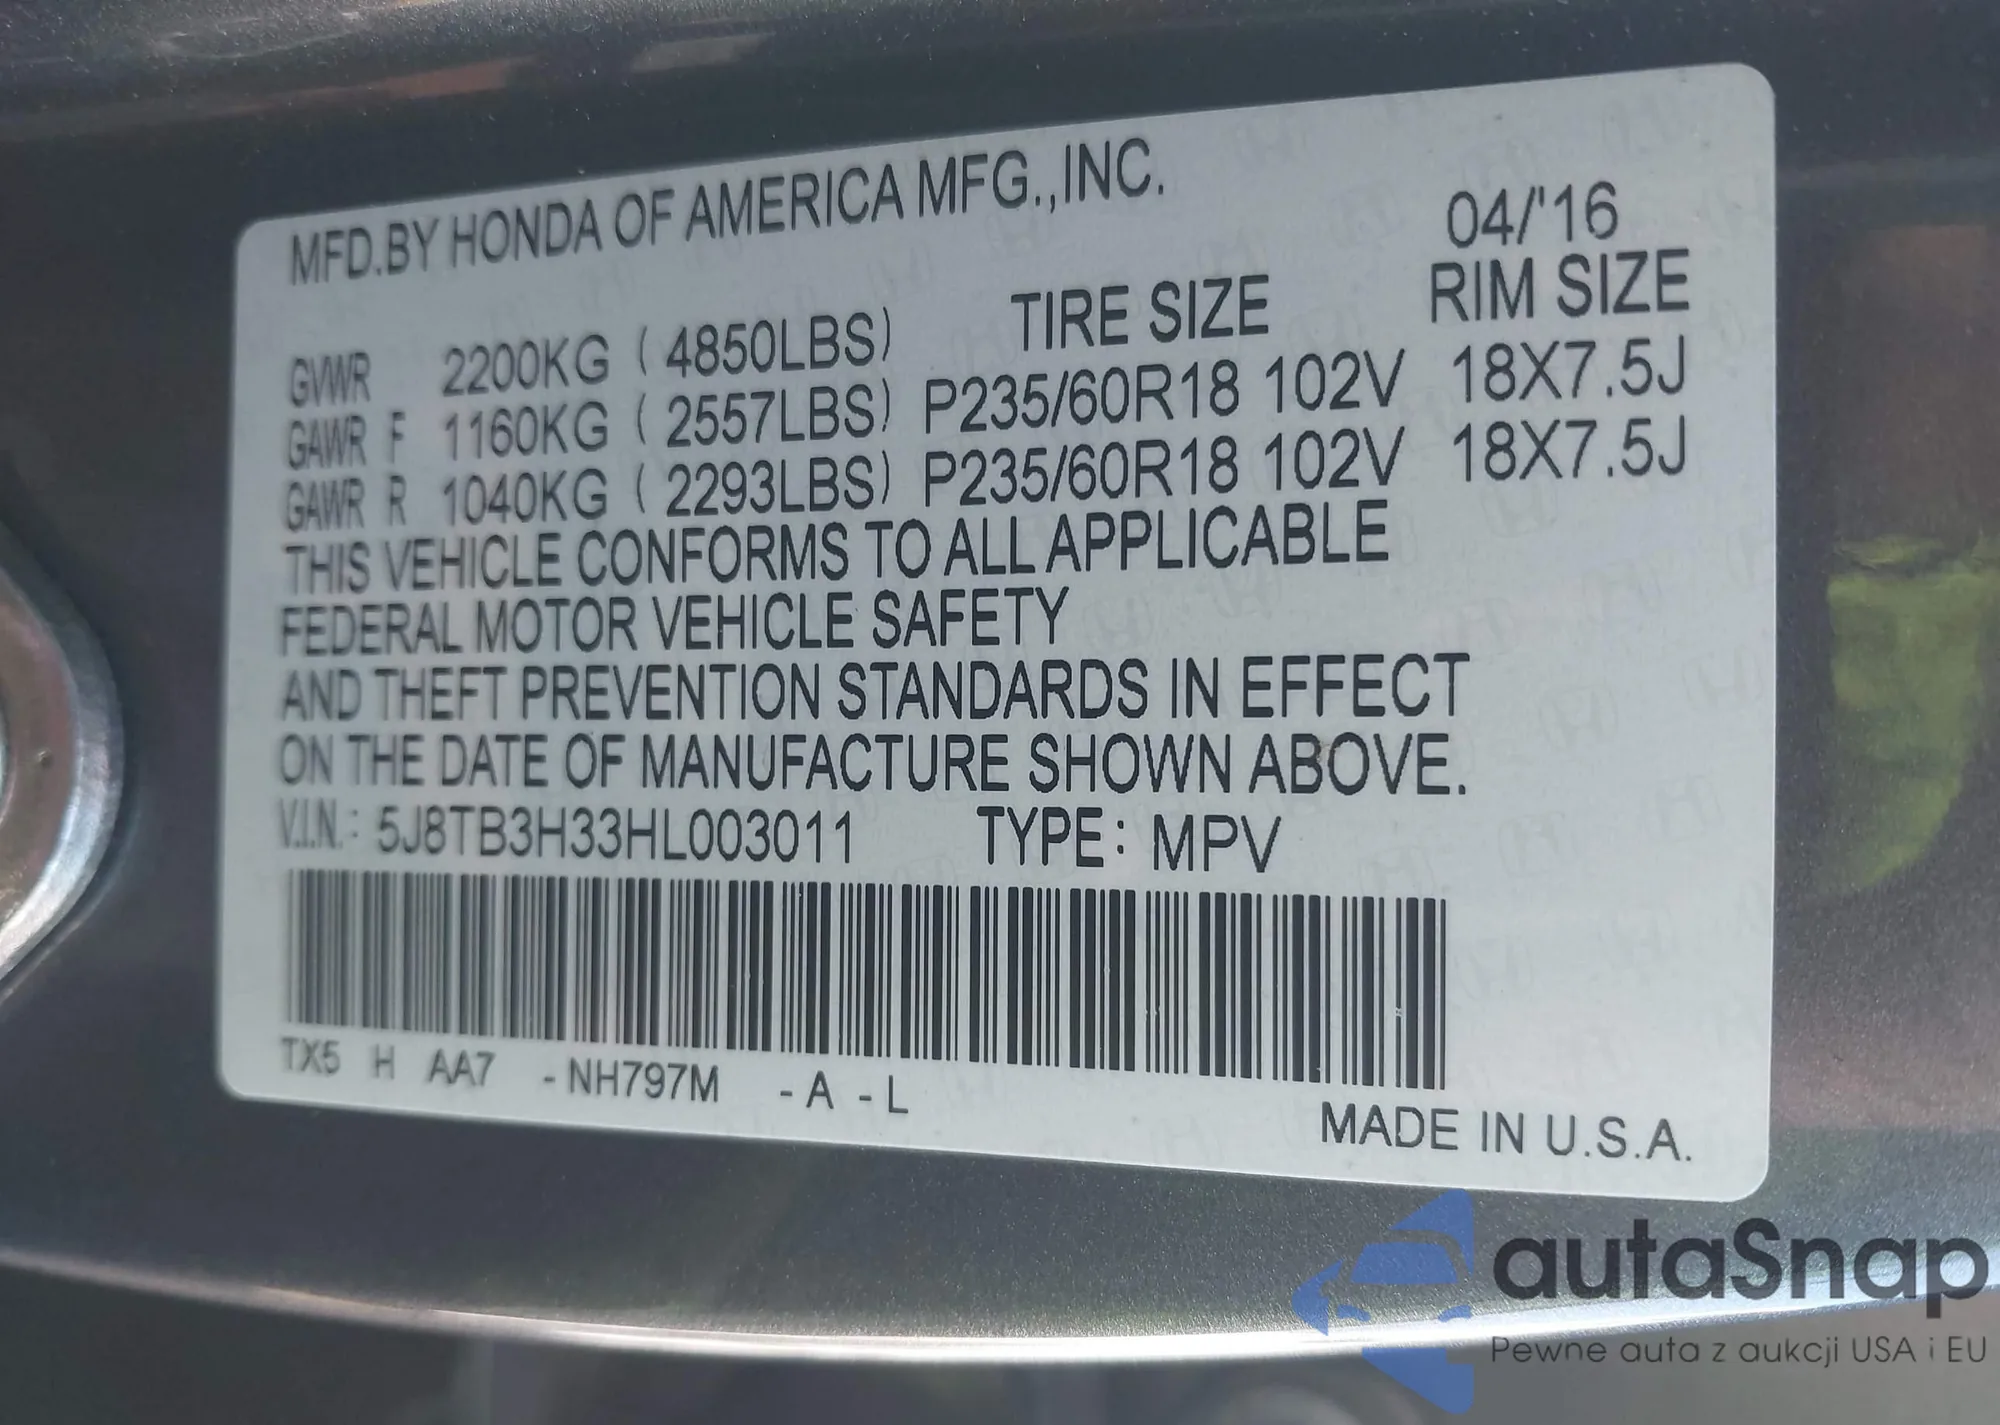 MFD.BY HONDA OF AMERICA MFG.,INC.
04/'16
TIRE SIZE RIM SIZE
GVWR 2200KG (4850LBS)
GAWR F 1160KG (2557LBS) P235/60R18 102V 18X7.5J
GAWR R 1040KG (2293LBS) P235/60R18 102V 18X7.5J
THIS VEHICLE CONFORMS TO ALL APPLICABLE
FEDERAL MOTOR VEHICLE SAFETY
AND THEFT PREVENTION STANDARDS IN EFFECT
ON THE DATE OF MANUFACTURE SHOWN ABOVE.
V.I.N.: 5J8TB3H33HL003011 TYPE: MPV
TX5 H AA7 -NH797M -A -L
MADE IN U.S.A.
autaSnap
Pewne auta z aukcji USA i EU